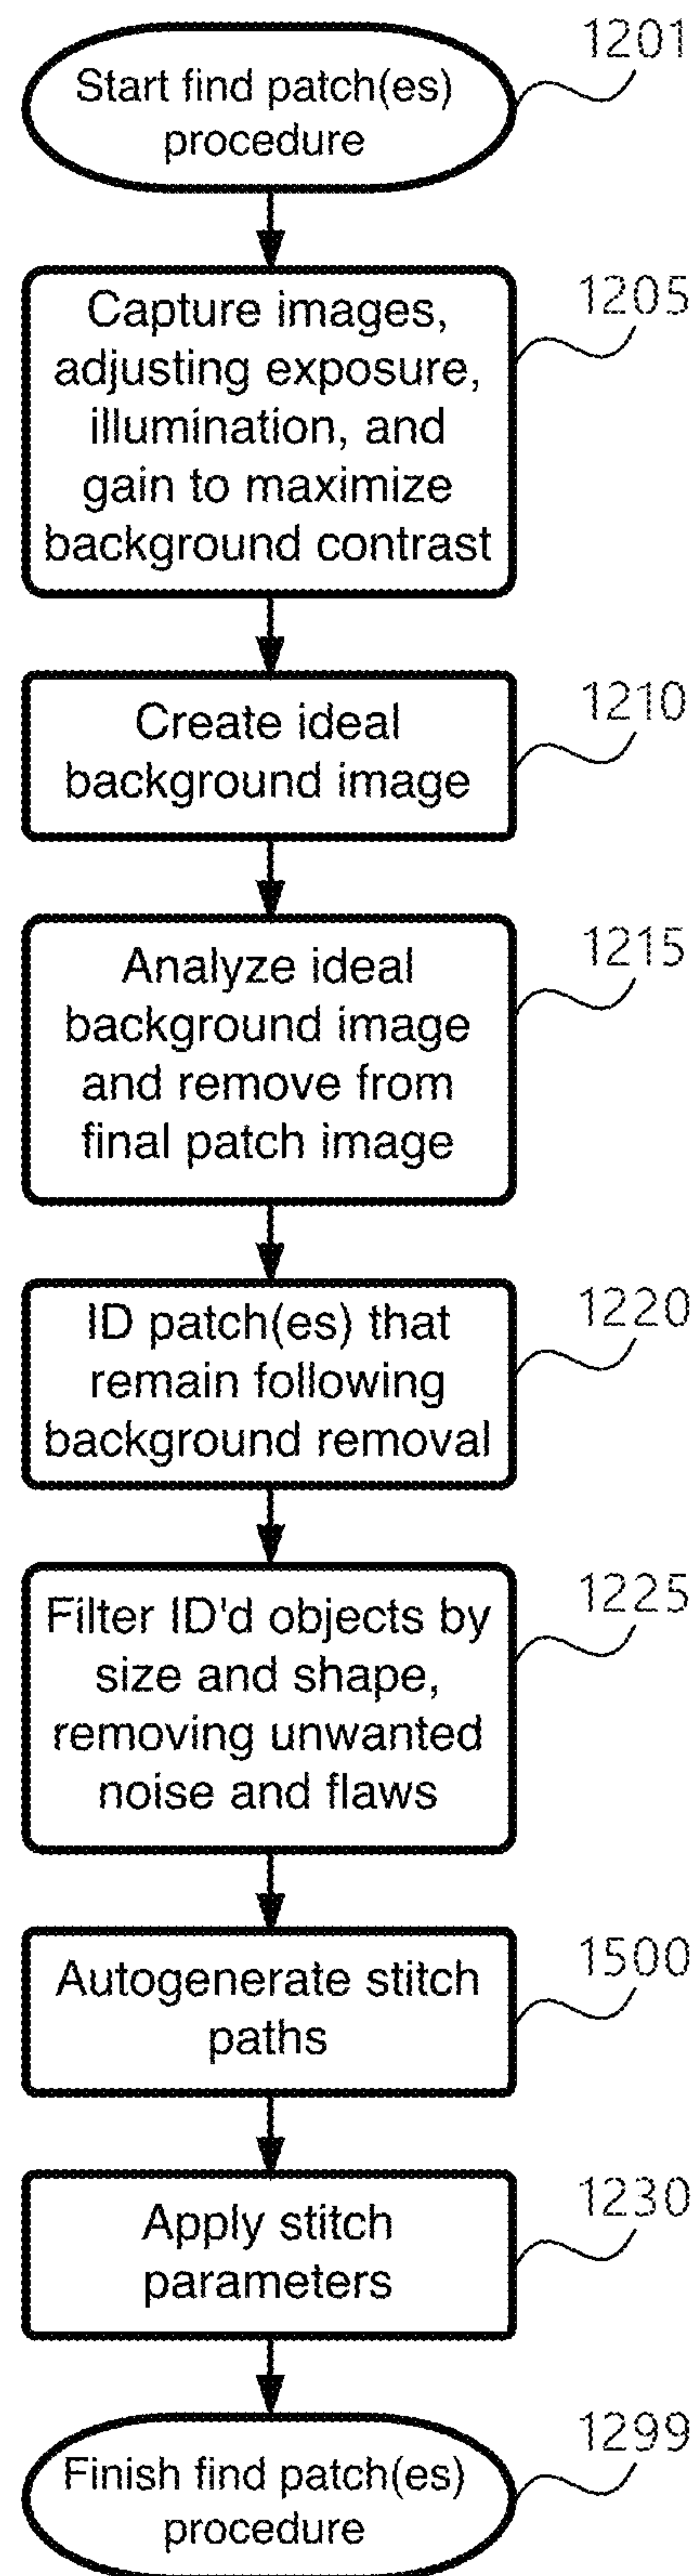 1201
Start find patch(es)
procedure
1205
Capture images,
adjusting exposure,
illumination, and
gain to maximize
background contrast
1210
Create ideal
background image
1215
Analyze ideal
background image
and remove from
final patch image
1220
ID patch(es) that
remain following
background removal
1225
Filter ID'd objects by
size and shape,
removing unwanted
noise and flaws
1500
Autogenerate stitch
paths
1230
Apply stitch
parameters
1299
Finish find patch(es)
procedure